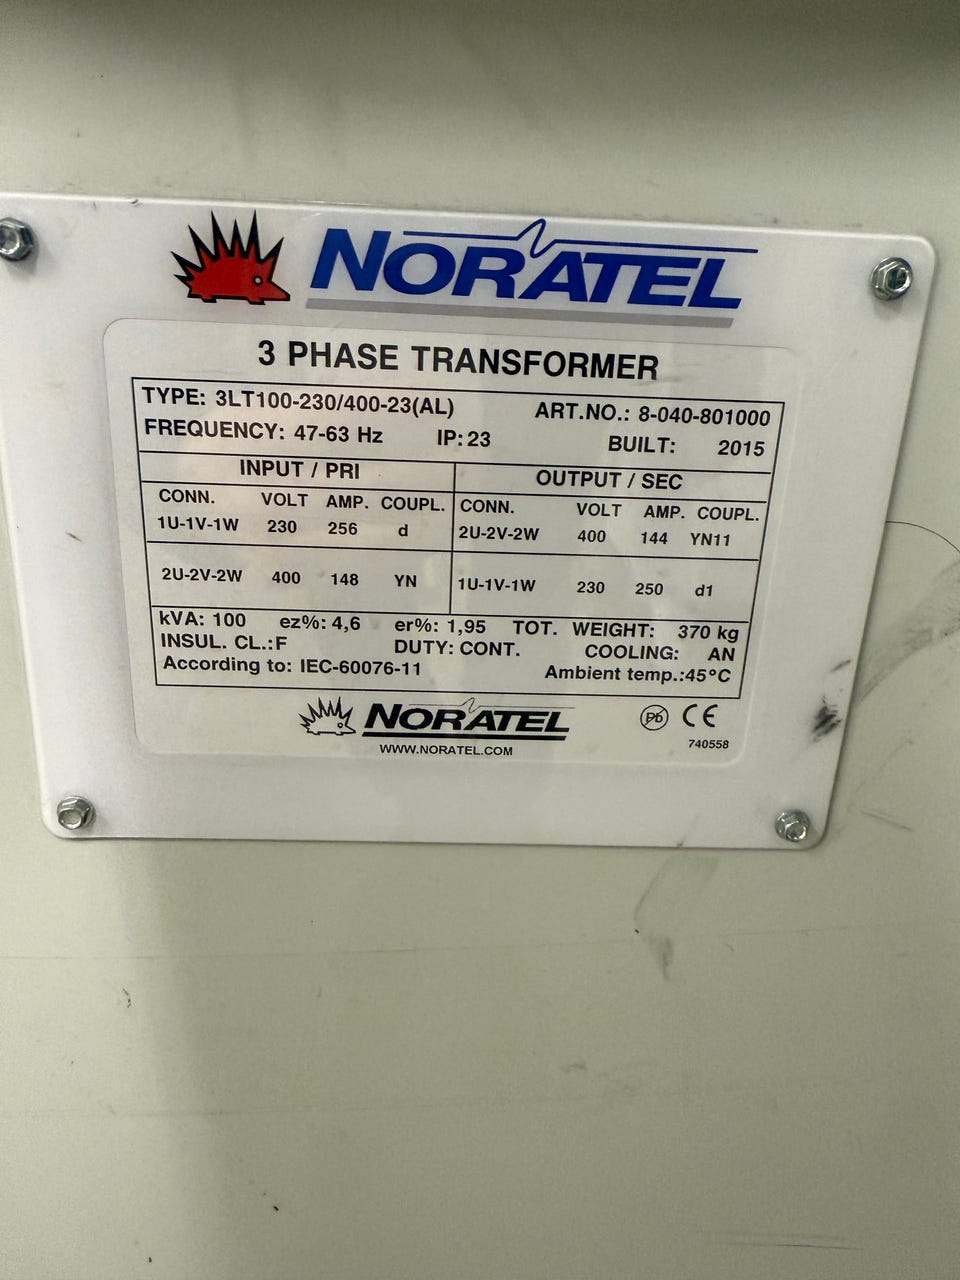 NORATEL
3 PHASE TRANSFORMER
TYPE: 3LT100-230/400-23(AL) ART.NO.: 8-040-801000
FREQUENCY: 47-63 Hz IP: 23 BUILT: 2015
INPUT / PRI OUTPUT / SEC
CONN. VOLT AMP. COUPL. CONN. VOLT AMP. COUPL.
1U-1V-1W 230 256 d 2U-2V-2W 400 144 YN11
2U-2V-2W 400 148 YN 1U-1V-1W 230 250 d1
kVA: 100 ez%: 4,6 er%: 1,95 TOT. WEIGHT: 370 kg
INSUL. CL.:F DUTY: CONT. COOLING: AN
According to: IEC-60076-11 Ambient temp.:45°C
NORATEL Pb CE
WWW.NORATEL.COM 740558